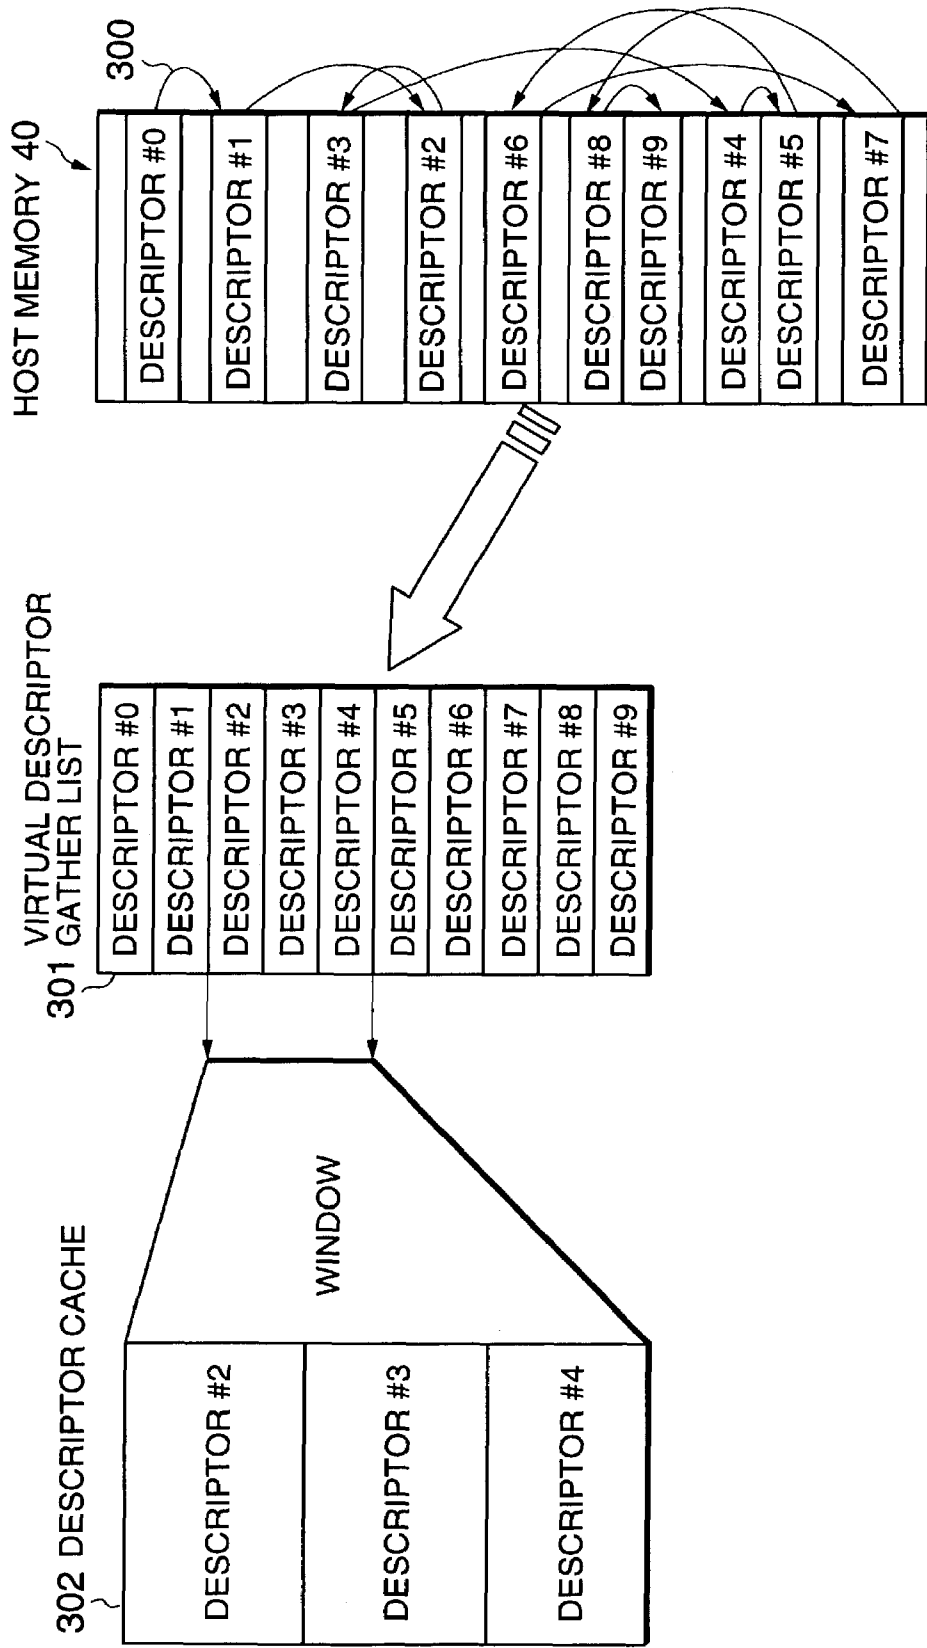 302 DESCRIPTOR CACHE
DESCRIPTOR #2
DESCRIPTOR #3
DESCRIPTOR #4
WINDOW
VIRTUAL DESCRIPTOR
301 GATHER LIST
DESCRIPTOR #0
DESCRIPTOR #1
DESCRIPTOR #2
DESCRIPTOR #3
DESCRIPTOR #4
DESCRIPTOR #5
DESCRIPTOR #6
DESCRIPTOR #7
DESCRIPTOR #8
DESCRIPTOR #9
HOST MEMORY 40
300
DESCRIPTOR #0
DESCRIPTOR #1
DESCRIPTOR #3
DESCRIPTOR #2
DESCRIPTOR #6
DESCRIPTOR #8
DESCRIPTOR #9
DESCRIPTOR #4
DESCRIPTOR #5
DESCRIPTOR #7